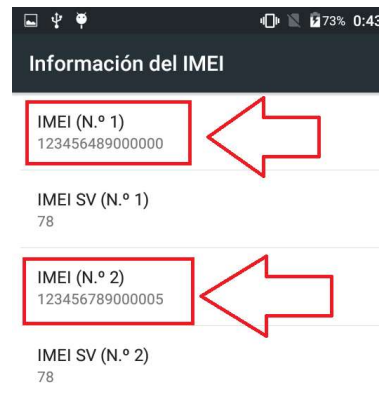 73% 0:43
Información del IMEI
IMEI (N.º 1)
123456489000000
IMEI SV (N.º 1)
78
IMEI (N.º 2)
123456789000005
IMEI SV (N.º 2)
78